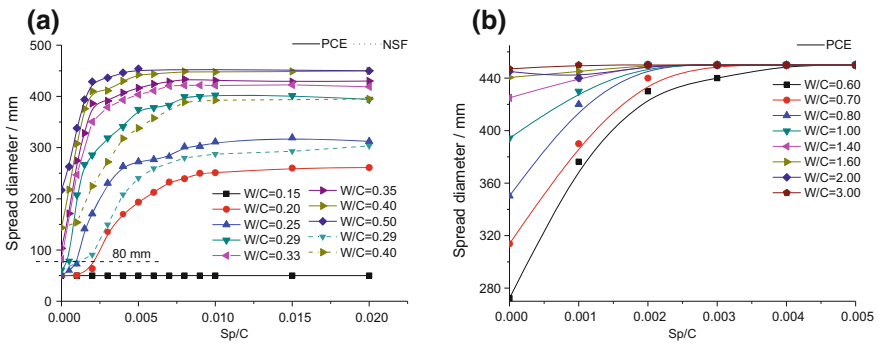 (a)
PCE NSF
500
400
300
200
100
0
Spread diameter / mm
80 mm
W/C=0.15
W/C=0.20
W/C=0.25
W/C=0.29
W/C=0.33
W/C=0.35
W/C=0.40
W/C=0.50
W/C=0.29
W/C=0.40
0.000 0.005 0.010 0.015 0.020
Sp/C
(b)
PCE
440
400
360
320
280
Spread diameter / mm
W/C=0.60
W/C=0.70
W/C=0.80
W/C=1.00
W/C=1.40
W/C=1.60
W/C=2.00
W/C=3.00
0.000 0.001 0.002 0.003 0.004 0.005
Sp/C